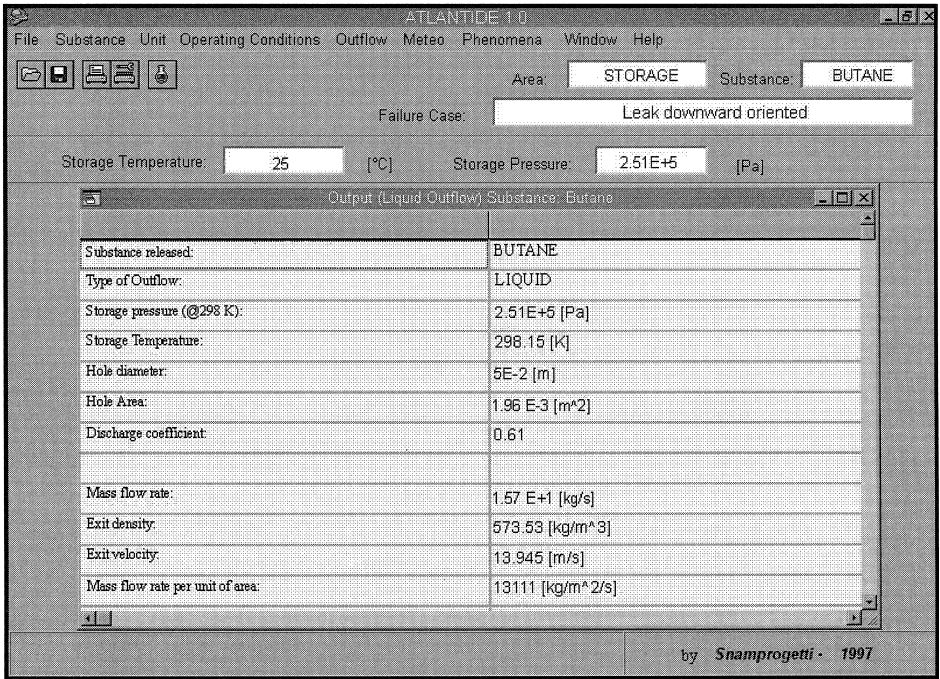 ATLANTIDE 1.0
File Substance Unit Operating Conditions Outflow Meteo Phenomena Window Help
Area: STORAGE Substance: BUTANE
Failure Case: Leak downward oriented
Storage Temperature: 25 [°C] Storage Pressure: 2.51E+5 [Pa]
Output (Liquid Outflow) Substance: Butane
Substance released: BUTANE
Type of Outflow: LIQUID
Storage pressure (@298 K): 2.51E+5 [Pa]
Storage Temperature: 298.15 [K]
Hole diameter: 5E-2 [m]
Hole Area: 1.96 E-3 [m^2]
Discharge coefficient: 0.61
Mass flow rate: 1.57 E+1 [kg/s]
Exit density: 573.53 [kg/m^3]
Exit velocity: 13.945 [m/s]
Mass flow rate per unit of area: 13111 [kg/m^2/s]
by Snamprogetti - 1997